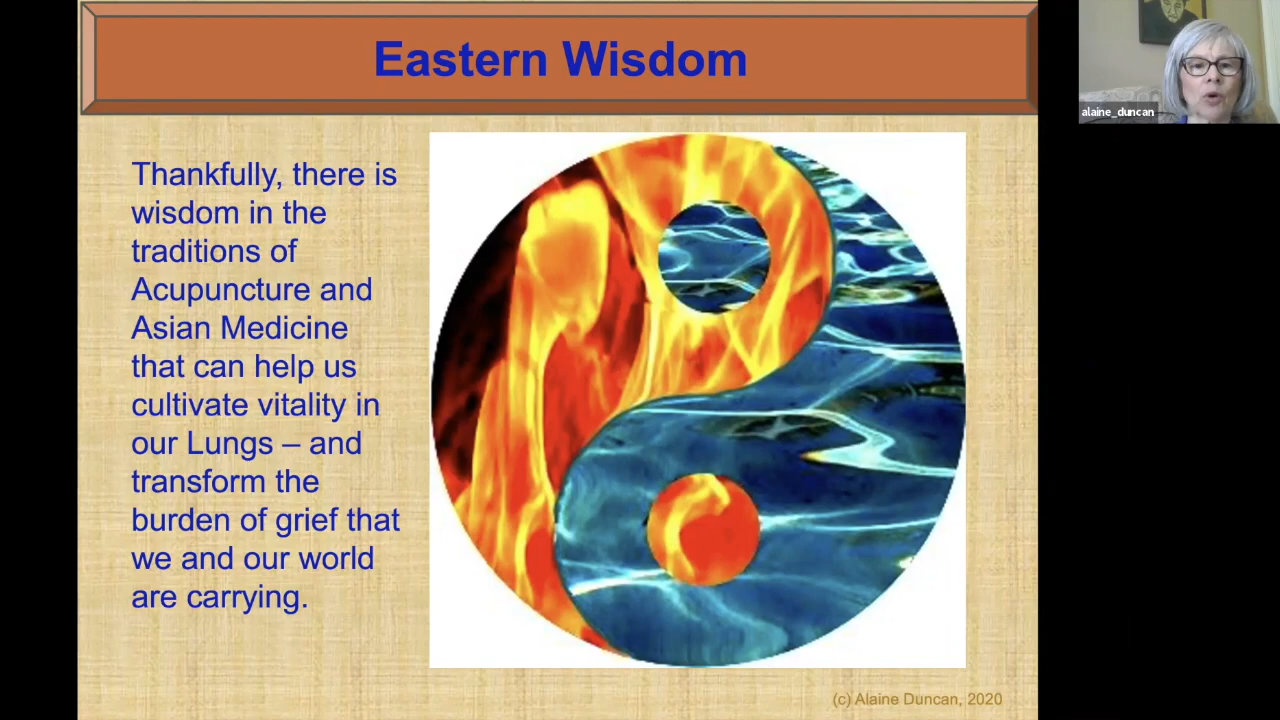 Eastern Wisdom
Thankfully, there is
wisdom in the
traditions of
Acupuncture and
Asian Medicine
that can help us
cultivate vitality in
our Lungs – and
transform the
burden of grief that
we and our world
are carrying.
(c) Alaine Duncan, 2020
alaine_duncan